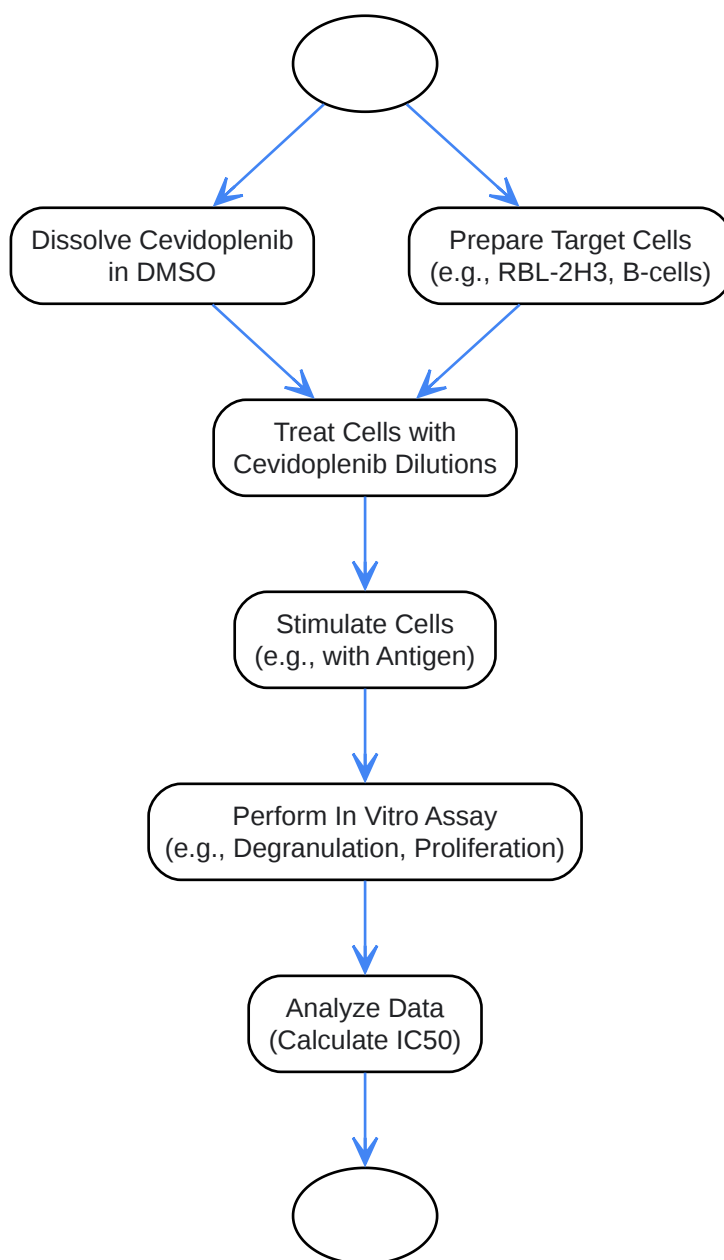 Dissolve Cevidoplenib
in DMSO
Prepare Target Cells
(e.g., RBL-2H3, B-cells)
Treat Cells with
Cevidoplenib Dilutions
Stimulate Cells
(e.g., with Antigen)
Perform In Vitro Assay
(e.g., Degranulation, Proliferation)
Analyze Data
(Calculate IC50)